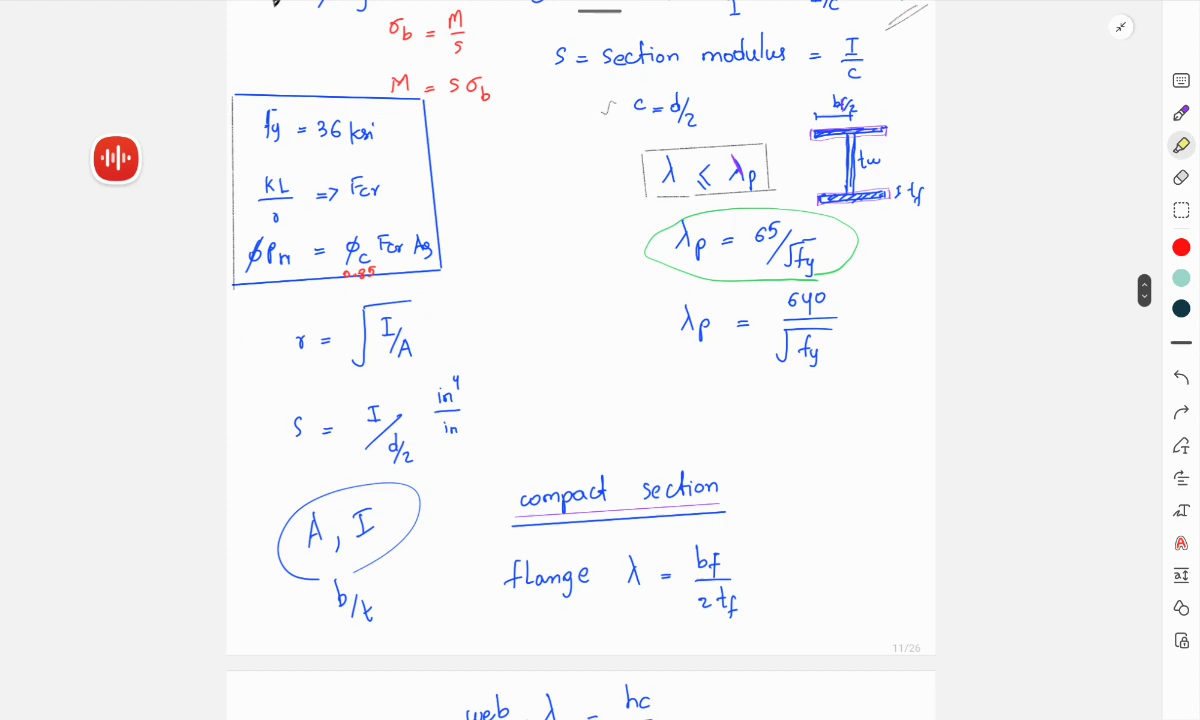 σb = M/S
M = S σb
S = section modulus = I/c
c = d/2
bf/2
tw
tf
λ ≤ λp
fy = 36 ksi
KL/r => Fcr
ϕPn = ϕc Fcr Ag
0.85
λp = 65/√fy
λp = 640/√fy
r = √I/A
S = I/d/2 in⁴/in
A, I
b/t
compact section
flange λ = bf/2tf
11/26
web λ = hc